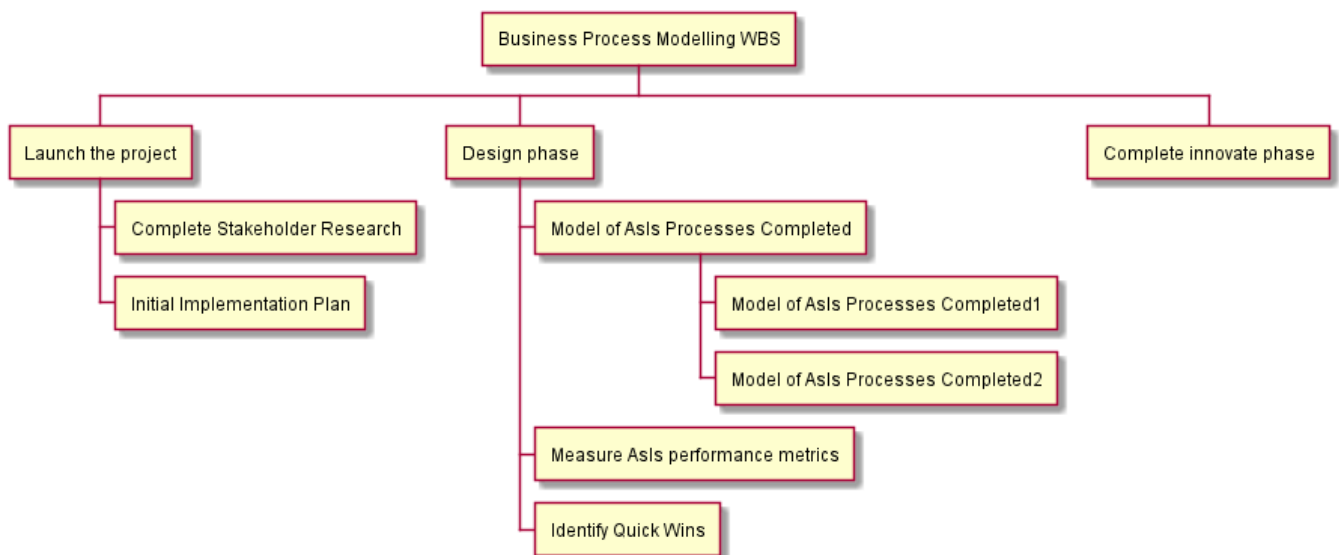 Business Process Modelling WBS
Launch the project
Design phase
Complete innovate phase
Complete Stakeholder Research
Model of AsIs Processes Completed
Initial Implementation Plan
Model of AsIs Processes Completed1
Model of AsIs Processes Completed2
Measure AsIs performance metrics
Identify Quick Wins